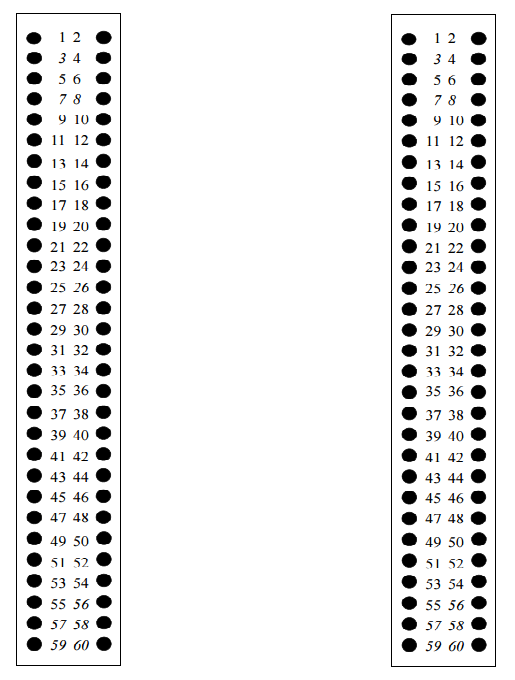 1 2 1 2
3 4 3 4
5 6 5 6
7 8 7 8
9 10 9 10
11 12 11 12
13 14 13 14
15 16 15 16
17 18 17 18
19 20 19 20
21 22 21 22
23 24 23 24
25 26 25 26
27 28 27 28
29 30 29 30
31 32 31 32
33 34 33 34
35 36 35 36
37 38 37 38
39 40 39 40
41 42 41 42
43 44 43 44
45 46 45 46
47 48 47 48
49 50 49 50
51 52 51 52
53 54 53 54
55 56 55 56
57 58 57 58
59 60 59 60